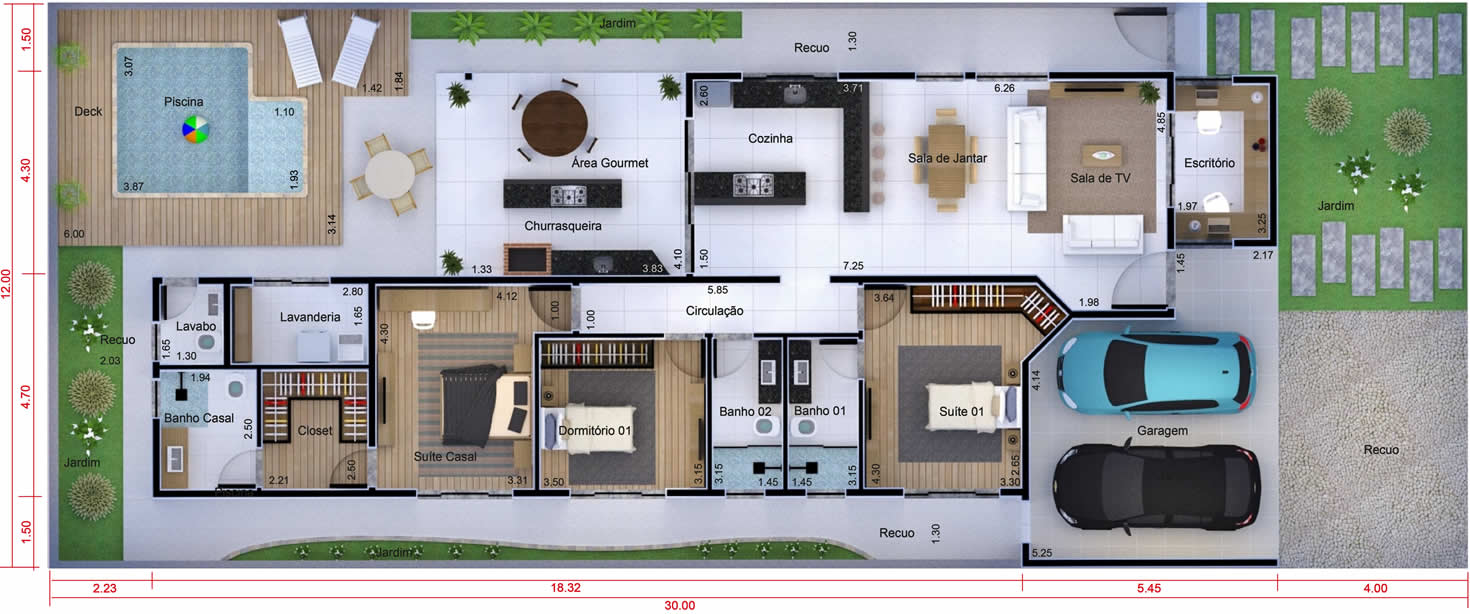 Jardim
Recuo
1.30
1.50
4.30
12.00
4.70
1.50
3.07
Piscina
Deck
1.10
1.93
3.87
6.00
3.14
1.42
1.84
Área Gourmet
Churrasqueira
1.33
3.83
4.10
2.60
3.71
Cozinha
1.50
Sala de Jantar
6.26
Sala de TV
4.85
7.25
Escritório
1.97
3.25
2.17
1.45
1.98
Jardim
Recuo
2.03
Jardim
Lavabo
1.65
1.30
2.80
Lavanderia
1.65
1.94
Banho Casal
2.50
Closet
2.21
2.50
4.12
1.00
4.30
Suíte Casal
3.31
5.85
1.00
Circulação
Dormitório 01
3.50
3.15
Banho 02
3.15
1.45
Banho 01
1.45
3.15
3.64
Suíte 01
4.30
2.65
3.30
4.14
Garagem
5.25
Recuo
Recuo
1.30
Jardim
2.23
18.32
5.45
4.00
30.00